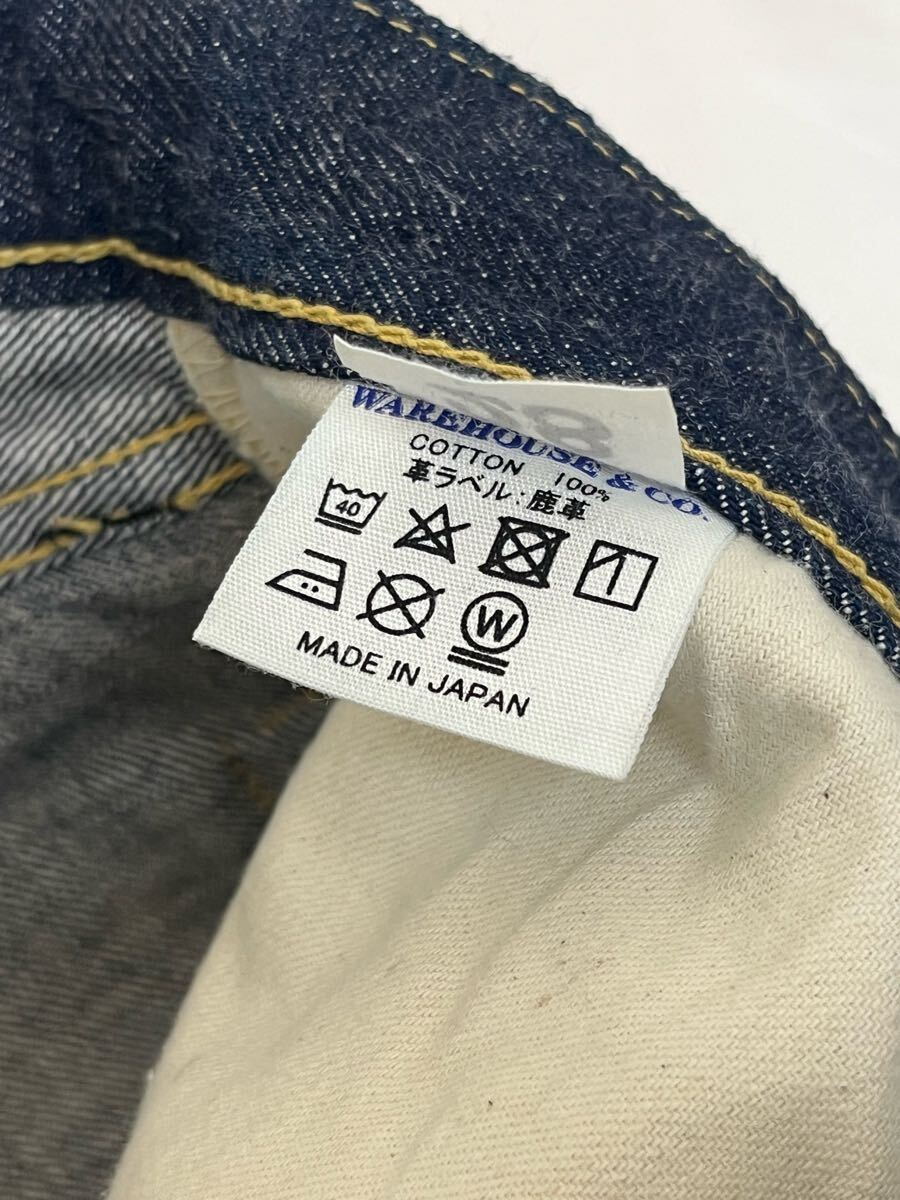 WAREHOUSE & CO.
COTTON 100%
革ラベル:鹿革
40
W
MADE IN JAPAN